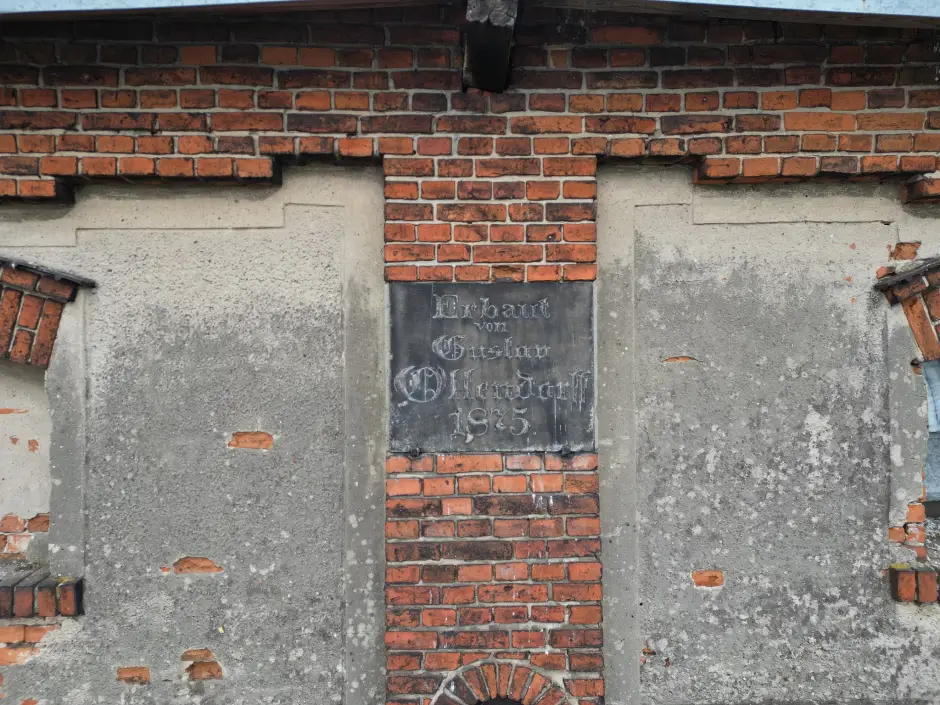 Erbaut
von
Gustav
Ollendorff
1875.